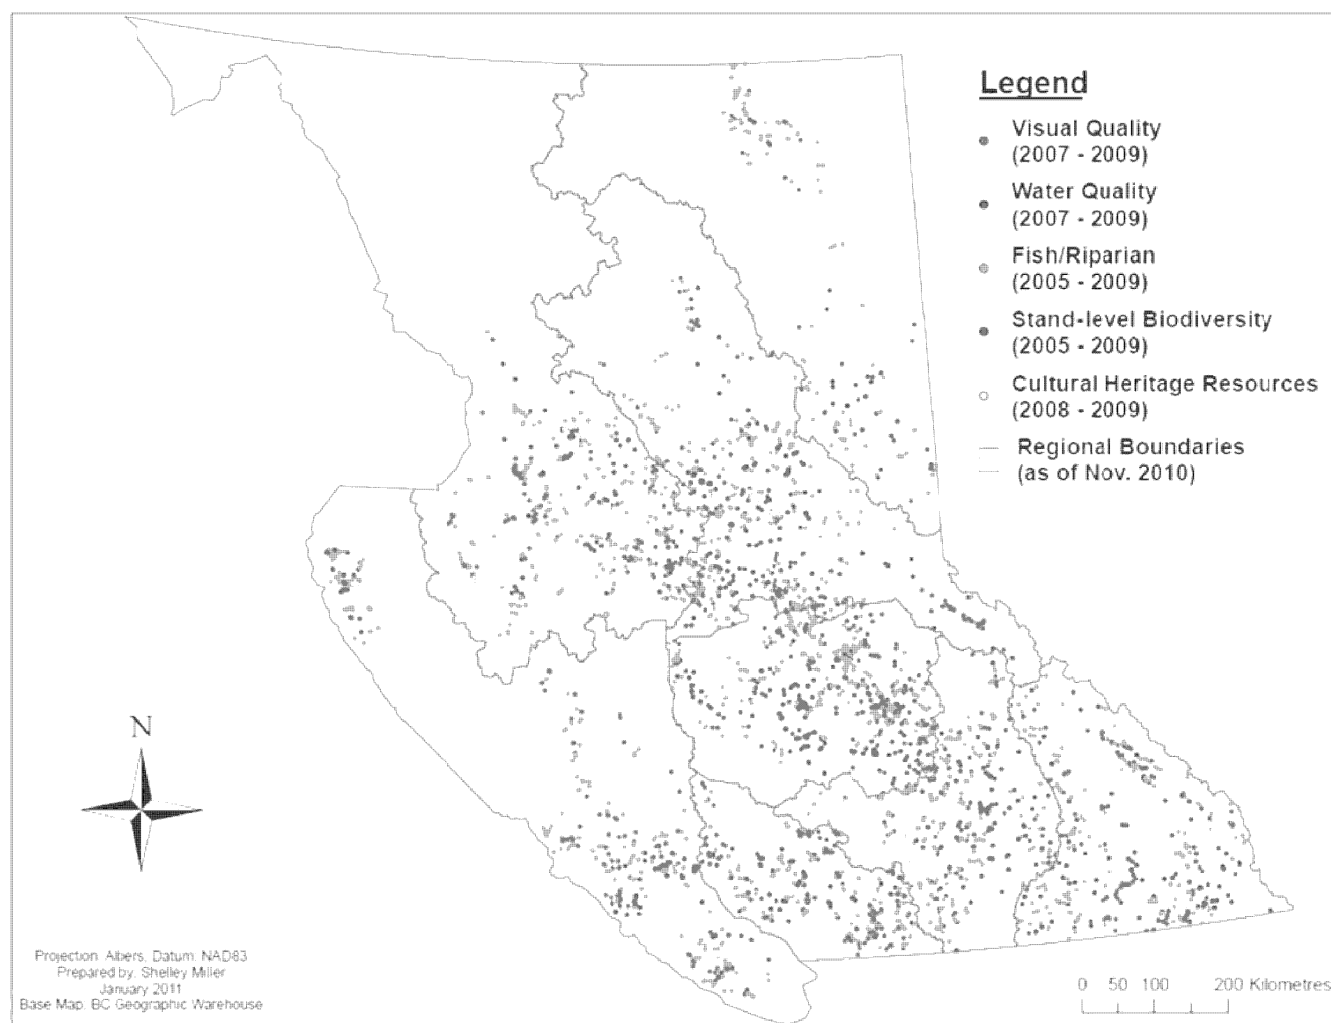 Legend
Visual Quality
(2007 - 2009)
Water Quality
(2007 - 2009)
Fish/Riparian
(2005 - 2009)
Stand-level Biodiversity
(2005 - 2009)
Cultural Heritage Resources
(2008 - 2009)
Regional Boundaries
(as of Nov. 2010)
N
Projection: Albers, Datum: NAD83
Prepared by: Shelley Miller
January 2011
Base Map: BC Geographic Warehouse
0 50 100 200 Kilometres